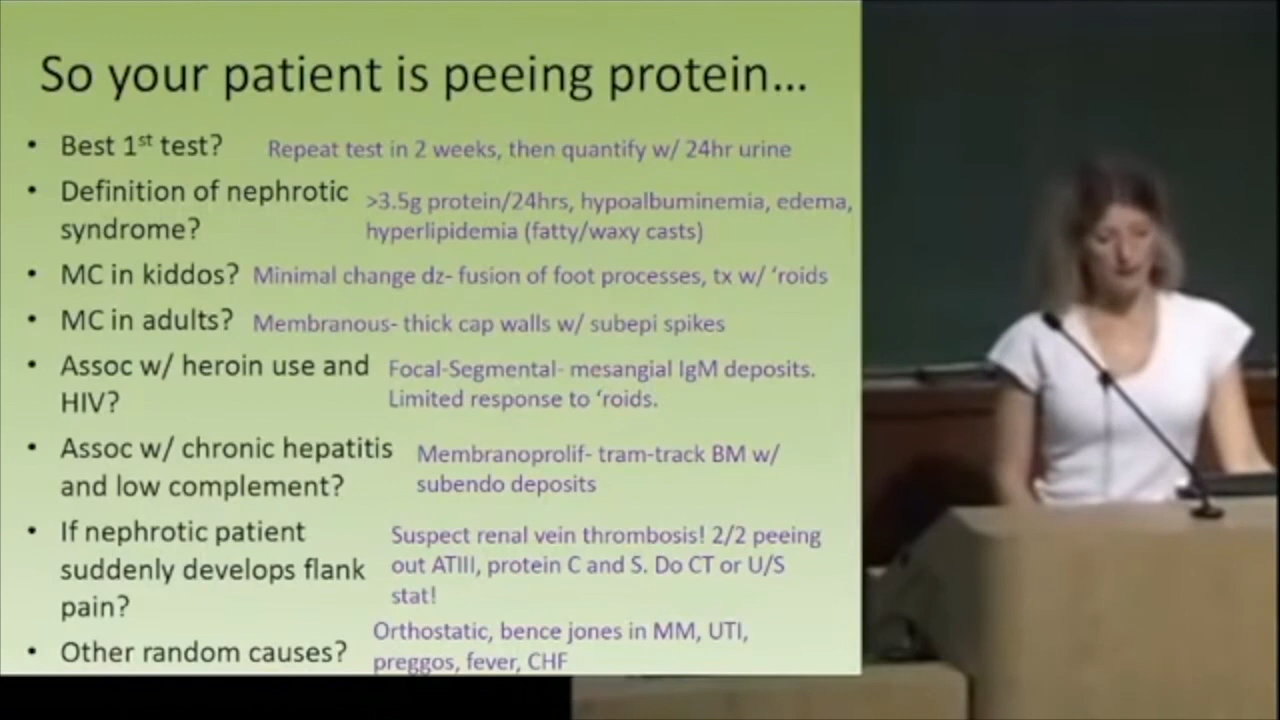 So your patient is peeing protein...
• Best 1st test? Repeat test in 2 weeks, then quantify w/ 24hr urine
• Definition of nephrotic syndrome?
>3.5g protein/24hrs, hypoalbuminemia, edema,
hyperlipidemia (fatty/waxy casts)
• MC in kiddos? Minimal change dz- fusion of foot processes, tx w/ 'roids
• MC in adults? Membranous- thick cap walls w/ subepi spikes
• Assoc w/ heroin use and
HIV?
Focal-Segmental- mesangial IgM deposits.
Limited response to 'roids.
• Assoc w/ chronic hepatitis
and low complement?
Membranoprolif- tram-track BM w/
subendo deposits
• If nephrotic patient
suddenly develops flank
pain?
Suspect renal vein thrombosis! 2/2 peeing
out ATIII, protein C and S. Do CT or U/S
stat!
• Other random causes?
Orthostatic, bence jones in MM, UTI,
preggos, fever, CHF